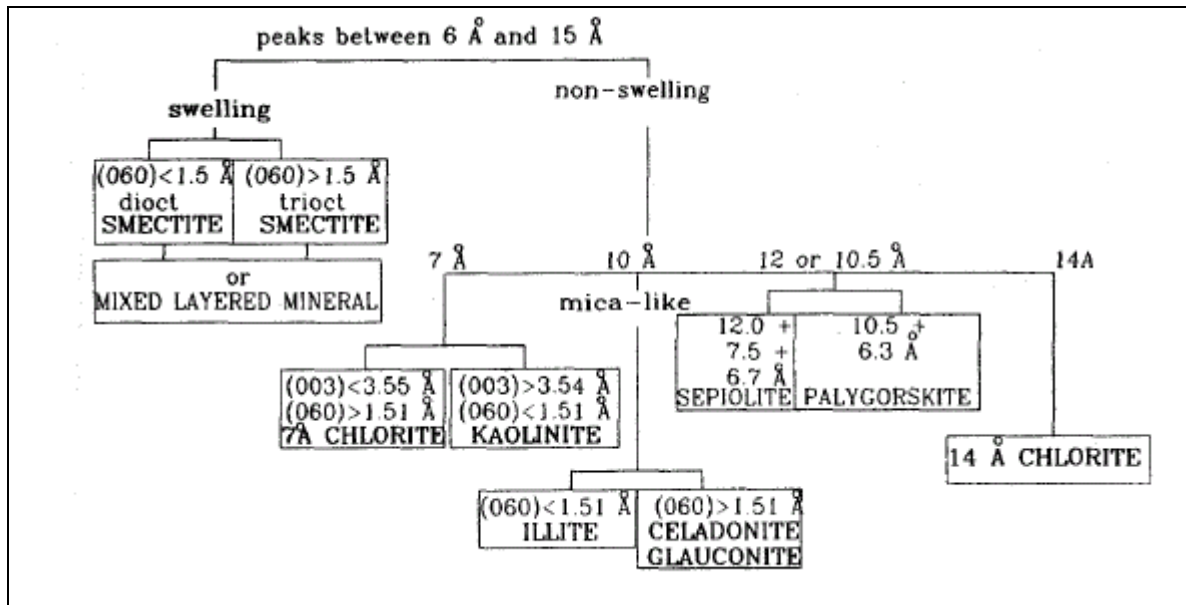 peaks between 6 Å and 15 Å
swelling
non-swelling
(060)<1.5 Å
dioct
SMECTITE
(060)>1.5 Å
trioct
SMECTITE
or
MIXED LAYERED MINERAL
7 Å
10 Å
12 or 10.5 Å
14A
mica-like
12.0 +
7.5 +
6.7 Å
SEPIOLITE
10.5 +
6.3 Å
PALYGORSKITE
(003)<3.55 Å
(060)>1.51 Å
7Å CHLORITE
(003)>3.54 Å
(060)<1.51 Å
KAOLINITE
14 Å CHLORITE
(060)<1.51 Å
ILLITE
(060)>1.51 Å
CELADONITE
GLAUCONITE